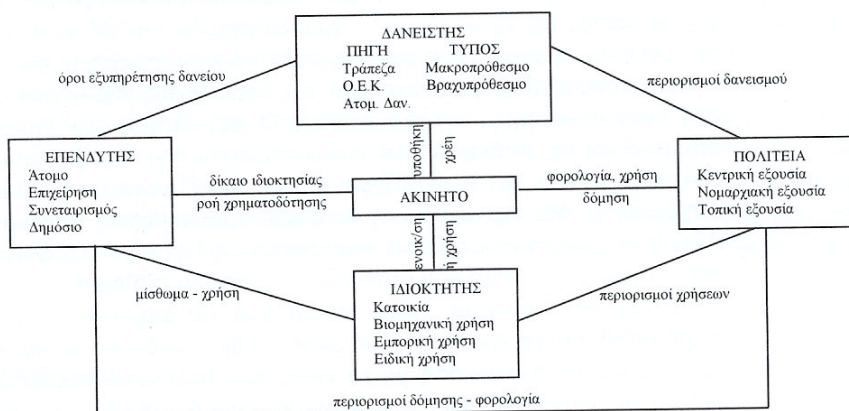 ΔΑΝΕΙΣΤΗΣ
ΠΗΓΗ ΤΥΠΟΣ
Τράπεζα Μακροπρόθεσμο
Ο.Ε.Κ. Βραχυπρόθεσμο
Ατομ. Δαν.
όροι εξυπηρέτησης δανείου
περιορισμοί δανεισμού
υποθήκη
χρέη
ΕΠΕΝΔΥΤΗΣ
Άτομο
Επιχείρηση
Συνεταιρισμός
Δημόσιο
δίκαιο ιδιοκτησίας
ροή χρηματοδότησης
ΑΚΙΝΗΤΟ
φορολογία, χρήση
δόμηση
ΠΟΛΙΤΕΙΑ
Κεντρική εξουσία
Νομαρχιακή εξουσία
Τοπική εξουσία
ενοικ/ση
ή χρήση
μίσθωμα - χρήση
ΙΔΙΟΚΤΗΤΗΣ
Κατοικία
Βιομηχανική χρήση
Εμπορική χρήση
Ειδική χρήση
περιορισμοί χρήσεων
περιορισμοί δόμησης - φορολογία